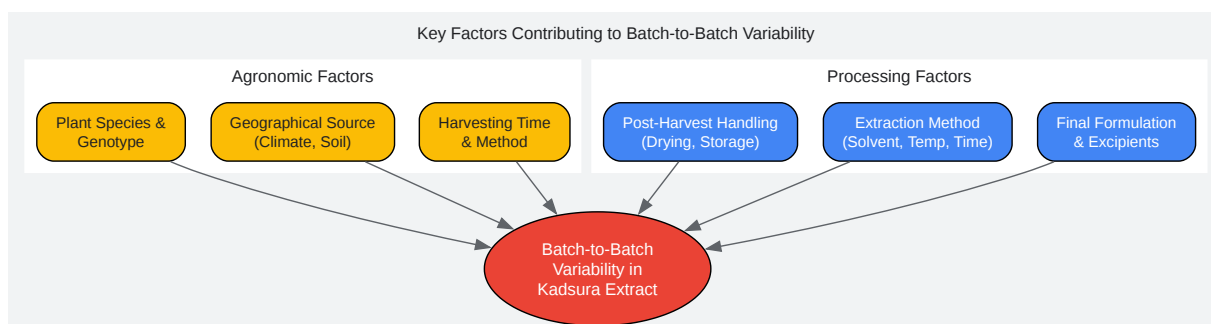 Key Factors Contributing to Batch-to-Batch Variability
Agronomic Factors
Plant Species &
Genotype
Geographical Source
(Climate, Soil)
Harvesting Time
& Method
Processing Factors
Post-Harvest Handling
(Drying, Storage)
Extraction Method
(Solvent, Temp, Time)
Final Formulation
& Excipients
Batch-to-Batch
Variability in
Kadsura Extract